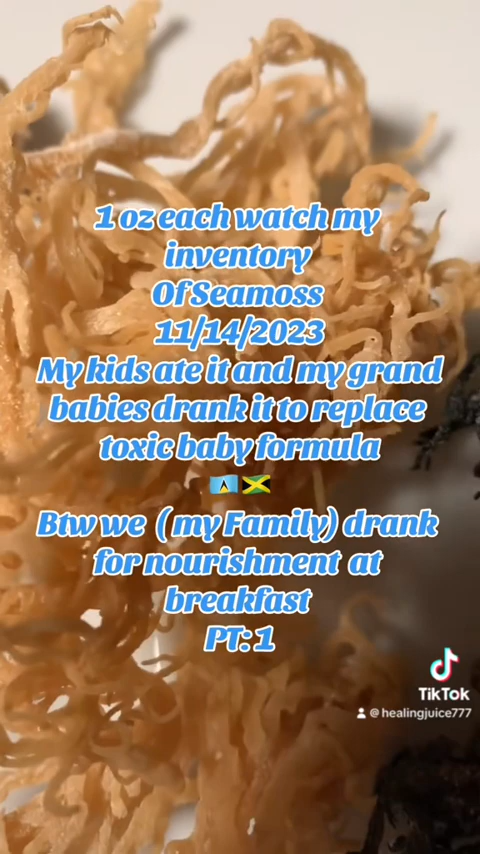 1 oz each watch my
inventory
Of Seamoss
11/14/2023
My kids ate it and my grand
babies drank it to replace
toxic baby formula
🇱🇨🇯🇲
Btw we ( my Family) drank
for nourishment at
breakfast
PT: 1
TikTok
@healingjuice777